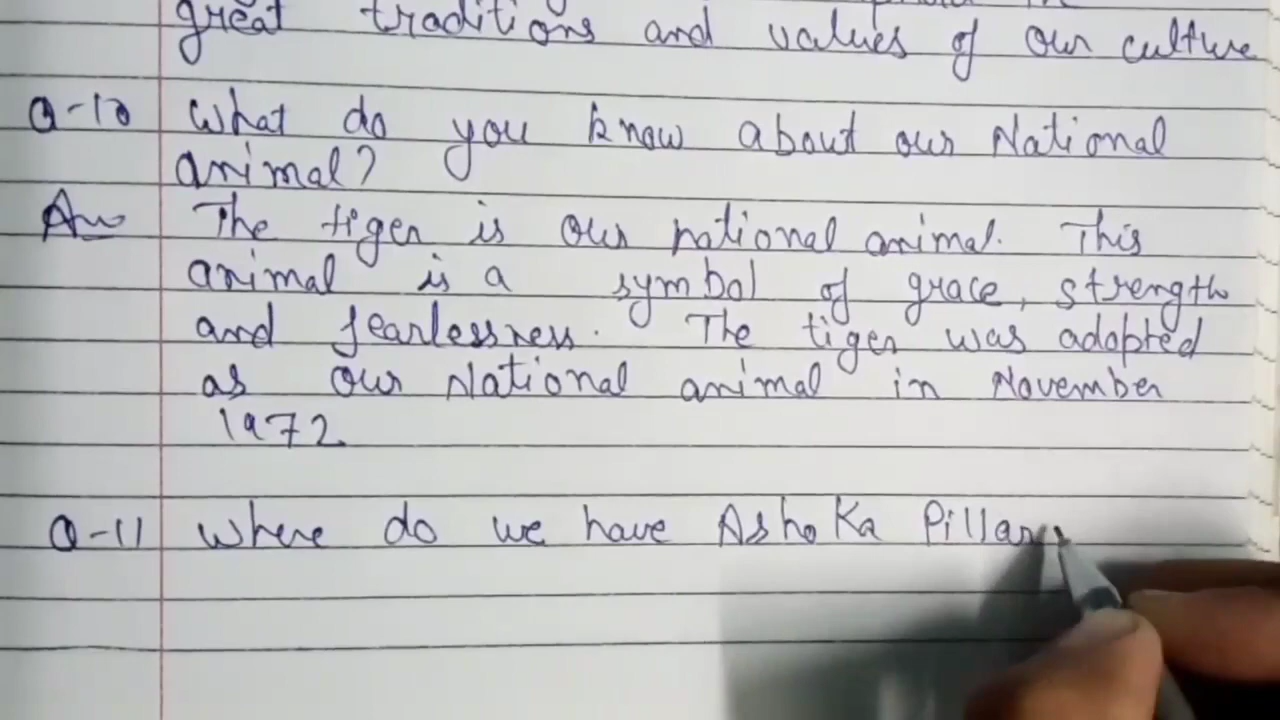 great traditions and values of our culture
Q-10 What do you know about our National
animal?
Ans The tiger is our national animal. This
animal is a symbol of grace, strength
and fearlessness. The tiger was adopted
as our National animal in November
1972
Q-11 Where do we have Ashoka Pillar